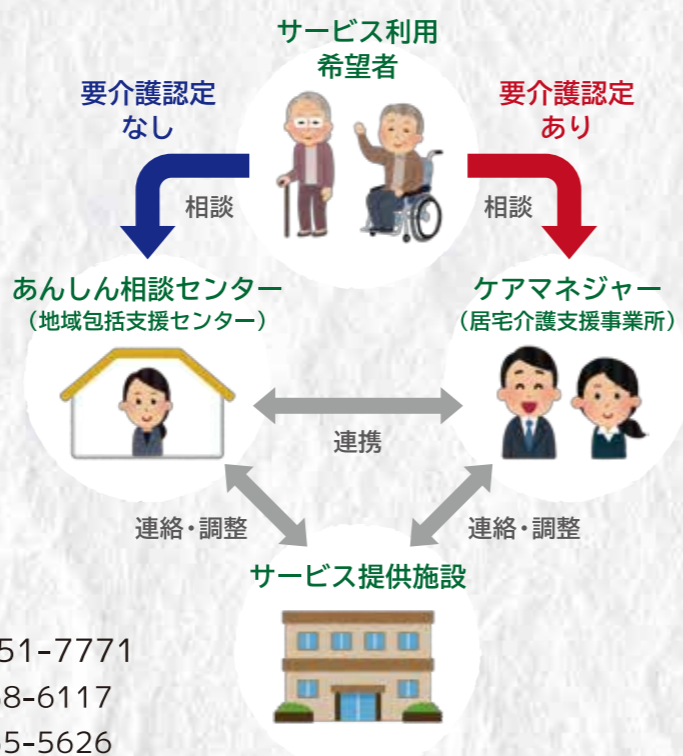 サービス利用
希望者
要介護認定
なし
要介護認定
あり
相談
相談
あんしん相談センター
（地域包括支援センター）
ケアマネジャー
（居宅介護支援事業所）
連携
連絡・調整
連絡・調整
サービス提供施設
51-7771
8-6117
5-5626